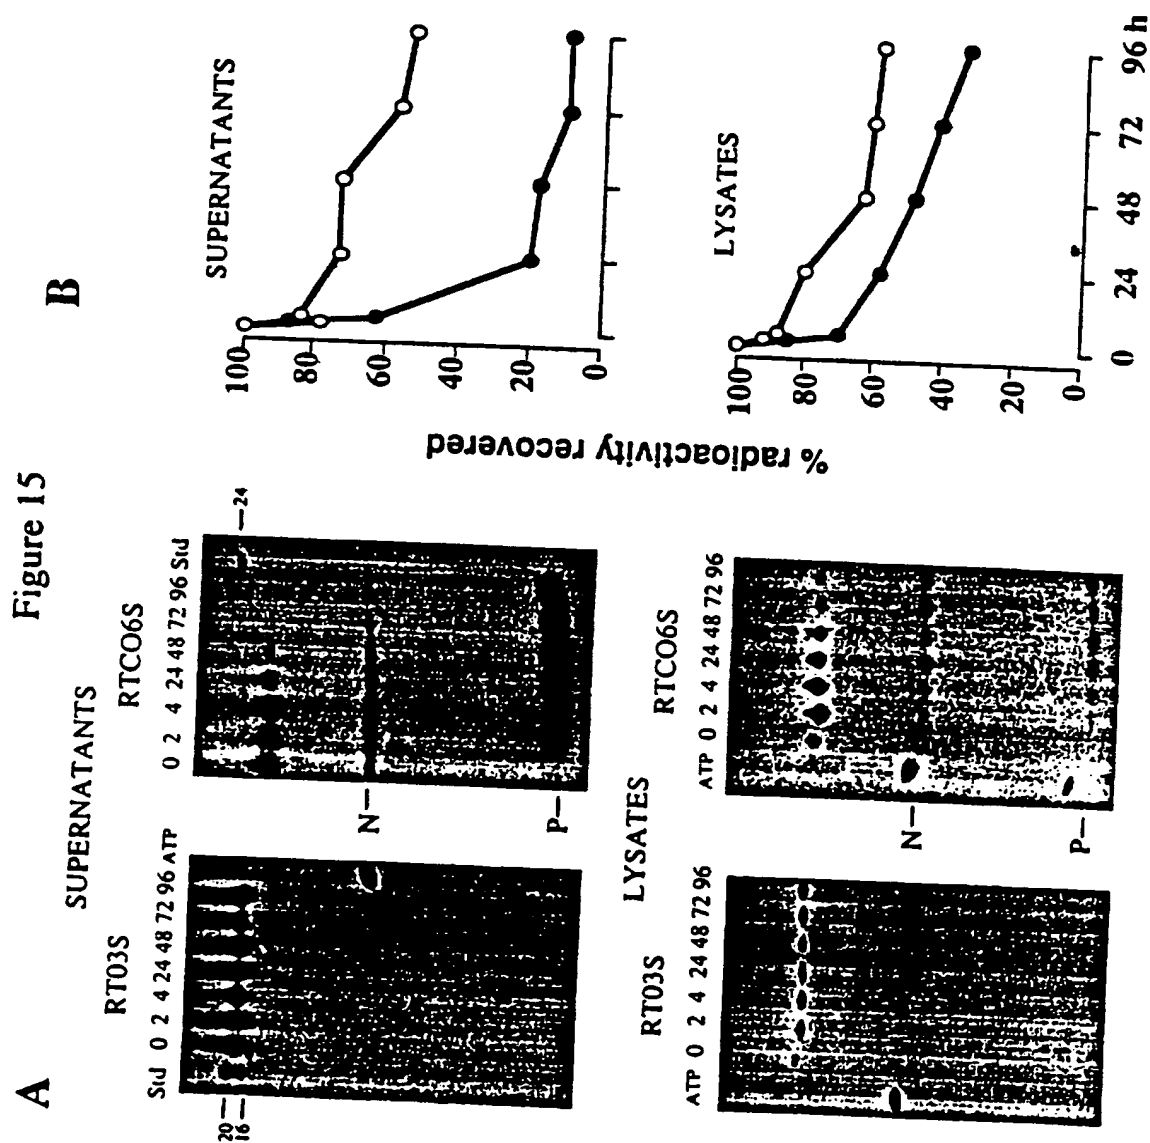 Figure 15
A
SUPERNATANTS
RT03S
Std 0 2 4 24 48 72 96 ATP
20
16
RTCO6S
0 2 4 24 48 72 96 Std
24
N
P
LYSATES
RT03S
ATP 0 2 4 24 48 72 96
RTCO6S
ATP 0 2 4 24 48 72 96
N
P
B
% radioactivity recovered
SUPERNATANTS
100
80
60
40
20
0
LYSATES
100
80
60
40
20
0
0 24 48 72 96 h